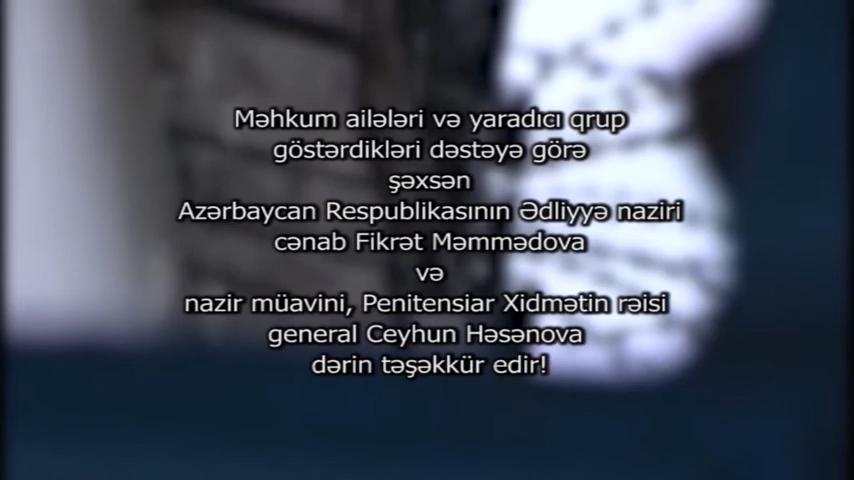 Məhkum ailələri və yaradıcı qrup
göstərdikləri dəstəyə görə
şəxsən
Azərbaycan Respublikasının Ədliyyə naziri
cənab Fikrət Məmmədova
və
nazir müavini, Penitensiar Xidmətin rəisi
general Ceyhun Həsənova
dərin təşəkkür edir!